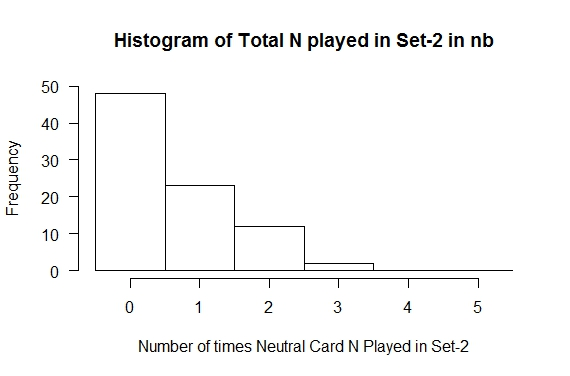 Histogram of Total N played in Set-2 in nb
Frequency
50
40
30
20
10
0
0 1 2 3 4 5
Number of times Neutral Card N Played in Set-2